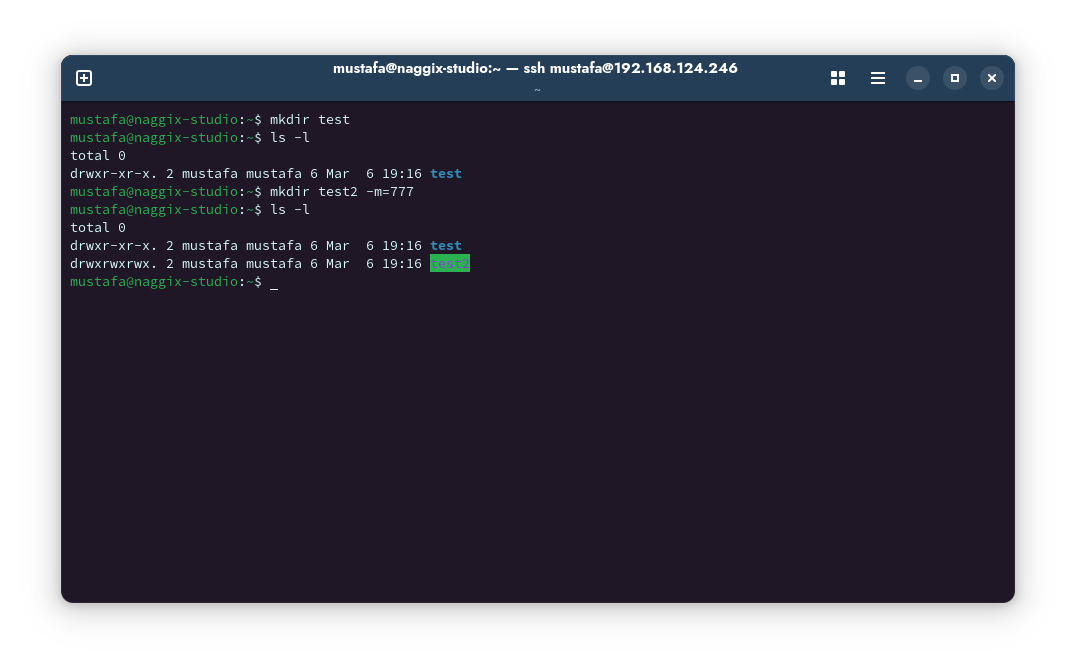 mustafa@naggix-studio:~ — ssh mustafa@192.168.124.246
~
mustafa@naggix-studio:~$ mkdir test
mustafa@naggix-studio:~$ ls -l
total 0
drwxr-xr-x. 2 mustafa mustafa 6 Mar  6 19:16 test
mustafa@naggix-studio:~$ mkdir test2 -m=777
mustafa@naggix-studio:~$ ls -l
total 0
drwxr-xr-x. 2 mustafa mustafa 6 Mar  6 19:16 test
drwxrwxrwx. 2 mustafa mustafa 6 Mar  6 19:16 test2
mustafa@naggix-studio:~$ _